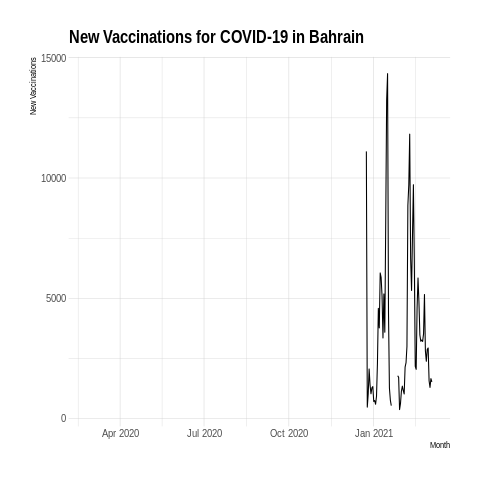 New Vaccinations for COVID-19 in Bahrain
New Vaccinations
15000
10000
5000
0
Apr 2020
Jul 2020
Oct 2020
Jan 2021
Month